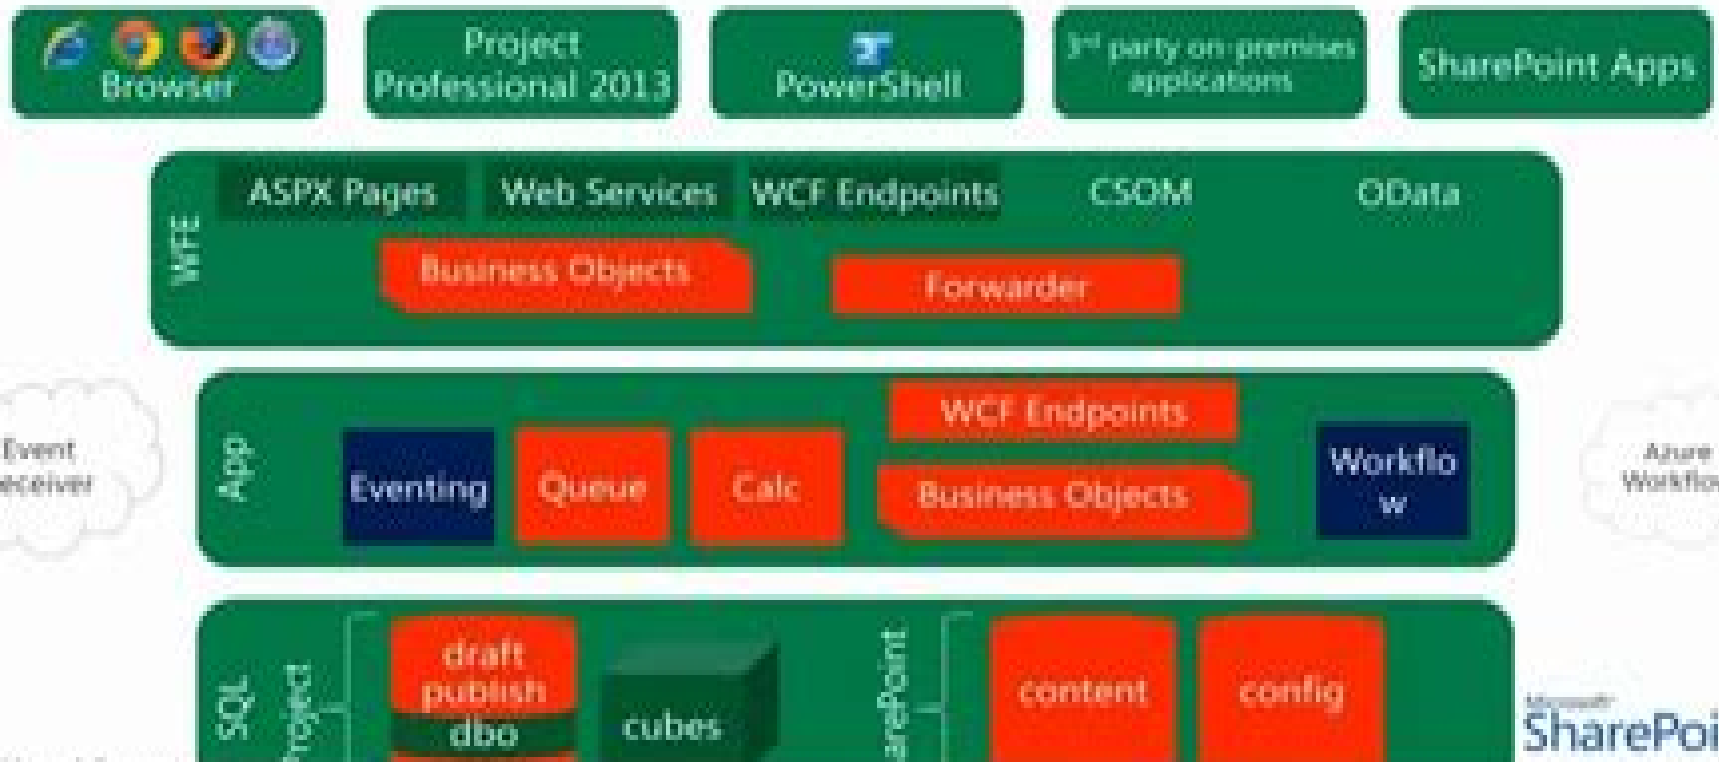 Browser
Project
Professional 2013
PowerShell
3rd party on-premises
applications
SharePoint Apps
WFE
ASPX Pages
Web Services
WCF Endpoints
CSOM
OData
Business Objects
Forwarder
Event
eceiver
App
Eventing
Queue
Calc
WCF Endpoints
Business Objects
Workflo
w
Azure
Workflo
SQL
Project
draft
publish
dbo
cubes
arePoint
content
config
Microsoft
SharePoi